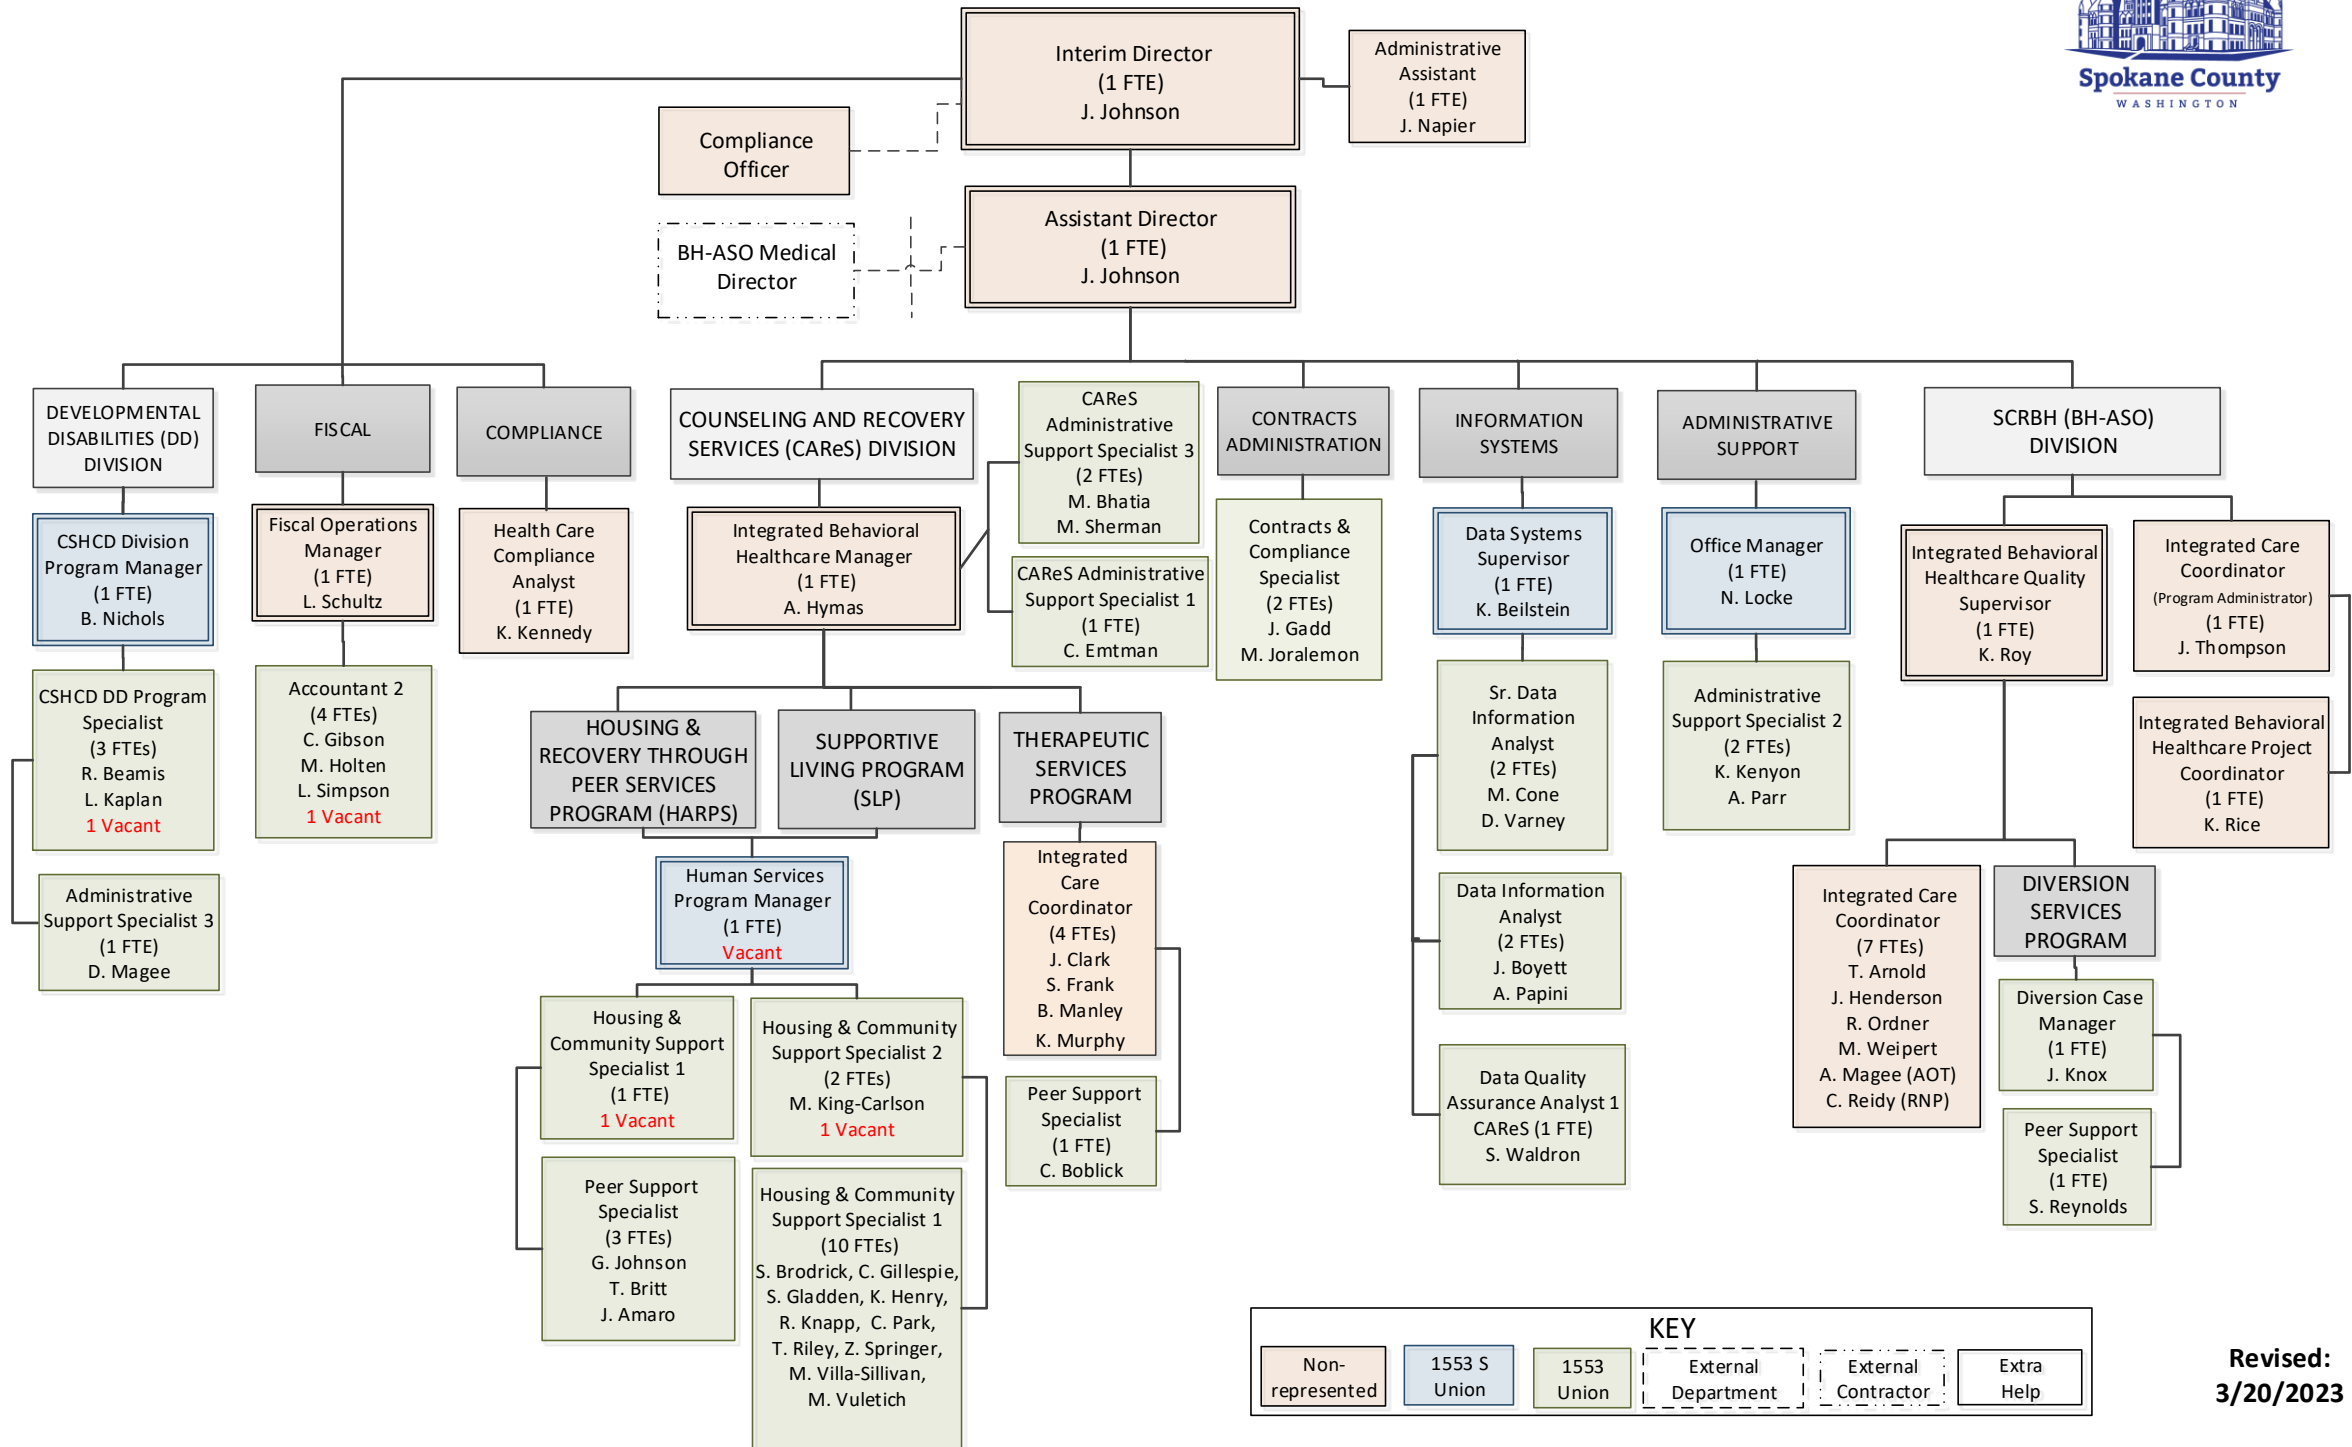 Spokane County
WASHINGTON
Interim Director
(1 FTE)
J. Johnson
Administrative
Assistant
(1 FTE)
J. Napier
Compliance
Officer
Assistant Director
(1 FTE)
J. Johnson
BH-ASO Medical
Director
DEVELOPMENTAL
DISABILITIES (DD)
DIVISION
CSHCD Division
Program Manager
(1 FTE)
B. Nichols
CSHCD DD Program
Specialist
(3 FTEs)
R. Beamis
L. Kaplan
1 Vacant
Administrative
Support Specialist 3
(1 FTE)
D. Magee
FISCAL
Fiscal Operations
Manager
(1 FTE)
L. Schultz
Accountant 2
(4 FTEs)
C. Gibson
M. Holten
L. Simpson
1 Vacant
COMPLIANCE
Health Care
Compliance
Analyst
(1 FTE)
K. Kennedy
COUNSELING AND RECOVERY
SERVICES (CAReS) DIVISION
Integrated Behavioral
Healthcare Manager
(1 FTE)
A. Hymas
CAReS
Administrative
Support Specialist 3
(2 FTEs)
M. Bhatia
M. Sherman
CAReS Administrative
Support Specialist 1
(1 FTE)
C. Emtman
HOUSING &
RECOVERY THROUGH
PEER SERVICES
PROGRAM (HARPS)
SUPPORTIVE
LIVING PROGRAM
(SLP)
THERAPEUTIC
SERVICES
PROGRAM
Human Services
Program Manager
(1 FTE)
Vacant
Housing &
Community Support
Specialist 1
(1 FTE)
1 Vacant
Peer Support
Specialist
(3 FTEs)
G. Johnson
T. Britt
J. Amaro
Housing & Community
Support Specialist 2
(2 FTEs)
M. King-Carlson
1 Vacant
Housing & Community
Support Specialist 1
(10 FTEs)
S. Brodrick, C. Gillespie,
S. Gladden, K. Henry,
R. Knapp, C. Park,
T. Riley, Z. Springer,
M. Villa-Sillivan,
M. Vuletich
Integrated
Care
Coordinator
(4 FTEs)
J. Clark
S. Frank
B. Manley
K. Murphy
Peer Support
Specialist
(1 FTE)
C. Boblick
CONTRACTS
ADMINISTRATION
Contracts &
Compliance
Specialist
(2 FTEs)
J. Gadd
M. Joralemon
INFORMATION
SYSTEMS
Data Systems
Supervisor
(1 FTE)
K. Beilstein
Sr. Data
Information
Analyst
(2 FTEs)
M. Cone
D. Varney
Data Information
Analyst
(2 FTEs)
J. Boyett
A. Papini
Data Quality
Assurance Analyst 1
CAReS (1 FTE)
S. Waldron
ADMINISTRATIVE
SUPPORT
Office Manager
(1 FTE)
N. Locke
Administrative
Support Specialist 2
(2 FTEs)
K. Kenyon
A. Parr
SCRBH (BH-ASO)
DIVISION
Integrated Behavioral
Healthcare Quality
Supervisor
(1 FTE)
K. Roy
Integrated Care
Coordinator
(Program Administrator)
(1 FTE)
J. Thompson
Integrated Behavioral
Healthcare Project
Coordinator
(1 FTE)
K. Rice
Integrated Care
Coordinator
(7 FTEs)
T. Arnold
J. Henderson
R. Ordner
M. Weipert
A. Magee (AOT)
C. Reidy (RNP)
DIVERSION
SERVICES
PROGRAM
Diversion Case
Manager
(1 FTE)
J. Knox
Peer Support
Specialist
(1 FTE)
S. Reynolds
KEY
Non-
represented
1553 S
Union
1553
Union
External
Department
External
Contractor
Extra
Help
Revised:
3/20/2023